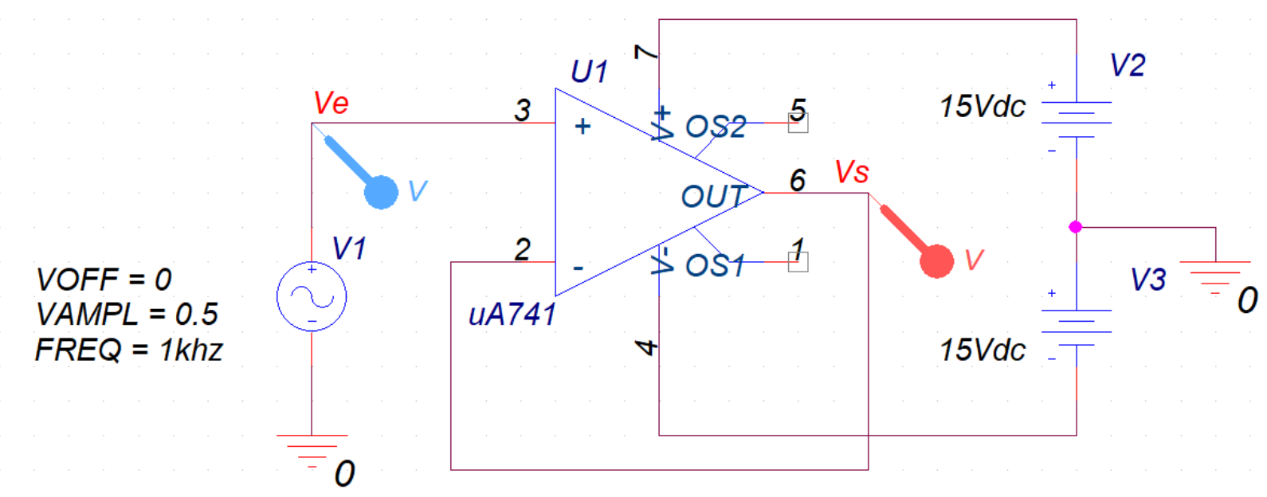 7
U1
V2
Ve
3
+
V+
OS2
5
15Vdc
+
-
V
OUT
6
Vs
V1
2
-
V-
OS1
1
V
VOFF = 0
VAMPL = 0.5
FREQ = 1khz
+
-
uA741
4
V3
0
+
15Vdc
-
0